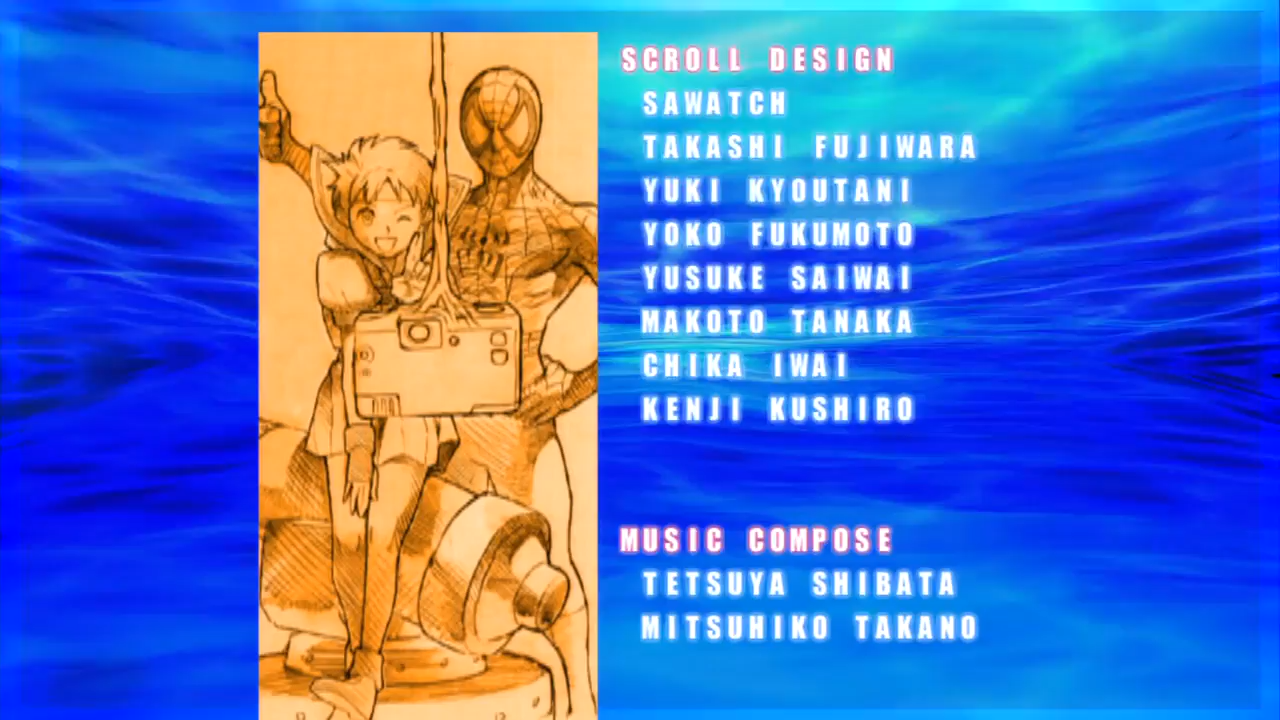 SCROLL DESIGN
SAWATCH
TAKASHI FUJIWARA
YUKI KYOUTANI
YOKO FUKUMOTO
YUSUKE SAIWAI
MAKOTO TANAKA
CHIKA IWAI
KENJI KUSHIRO
MUSIC COMPOSE
TETSUYA SHIBATA
MITSUHIKO TAKANO